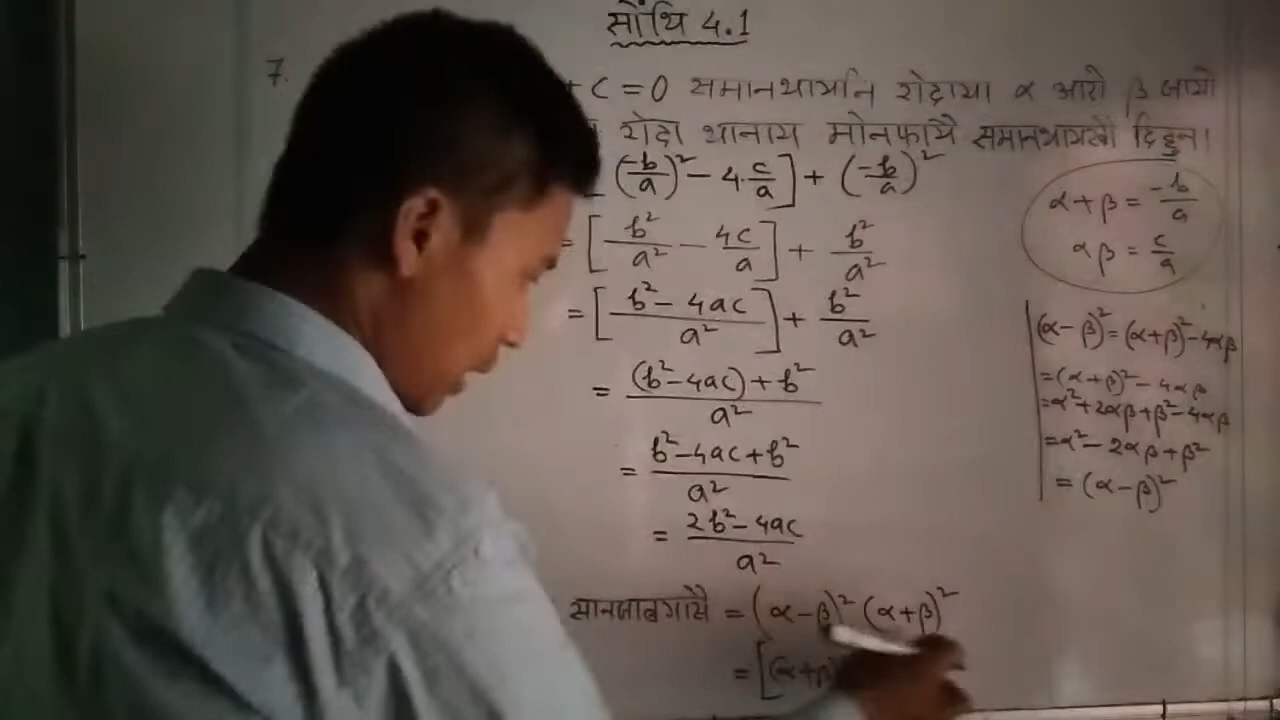 सोंथि 4.1
7. + c = 0 समानथायनि रोदाया α आरो β जायो
रोदा थानाय मोनफ्रायै समानथायखौ दिहुन।
(-b/a)² - 4·c/a] + (-b/a)²
= [b²/a² - 4c/a] + b²/a²
= [(b² - 4ac)/a²] + b²/a²
= ((b² - 4ac) + b²)/a²
= (b² - 4ac + b²)/a²
= (2b² - 4ac)/a²
= (α - β)² (α + β)²
= [(α + β)
α + β = -b/a
αβ = c/a
(α - β)² = (α + β)² - 4αβ
= (α + β)² - 4αβ
= α² + 2αβ + β² - 4αβ
= α² - 2αβ + β²
= (α - β)²